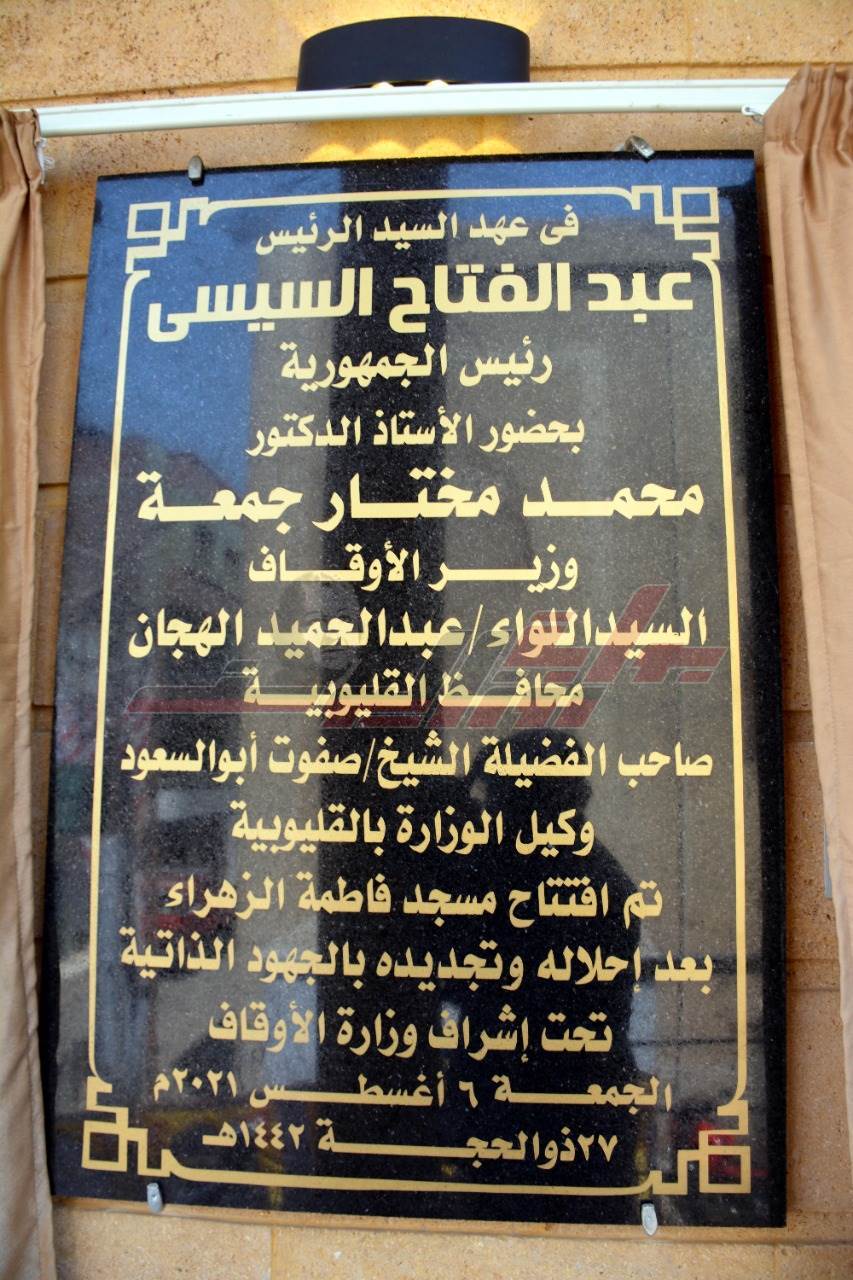 فى عهد السيد الرئيس
عبد الفتاح السيسى
رئيس الجمهورية
بحضور الأستاذ الدكتور
محمد مختار جمعة
وزير الأوقاف
السيداللواء/عبدالحميد الهجان
محافظ القليوبية
صاحب الفضيلة الشيخ/صفوت أبوالسعود
وكيل الوزارة بالقليوبية
تم افتتاح مسجد فاطمة الزهراء
بعد إحلاله وتجديده بالجهود الذاتية
تحت إشراف وزارة الأوقاف
الجمعة ٦ أغسطس ٢٠٢١م
٢٧ذوالحجة ١٤٤٢هـ